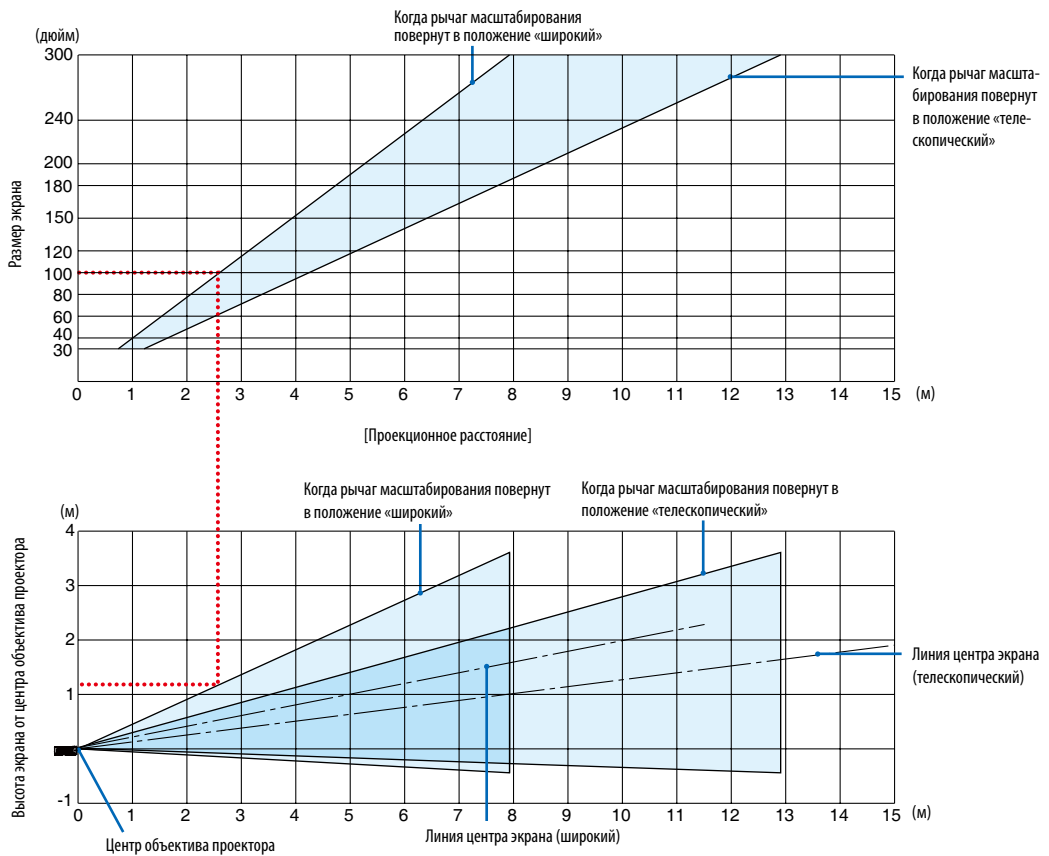 Когда рычаг масштабирования
повернут в положение «широкий»
(дюйм)
300
240
200
180
150
120
100
80
60
40
30
Размер экрана
Когда рычаг масшта-
бирования повернут
в положение «теле-
скопический»
0 1 2 3 4 5 6 7 8 9 10 11 12 13 14 15 (м)
[Проекционное расстояние]
Когда рычаг масштабирования повернут
в положение «широкий»
Когда рычаг масштабирования повернут в
положение «телескопический»
(м)
4
3
2
1
-1
Высота экрана от центра объектива проектора
Линия центра экрана
(телескопический)
0 1 2 3 4 5 6 7 8 9 10 11 12 13 14 15 (м)
Линия центра экрана (широкий)
Центр объектива проектора